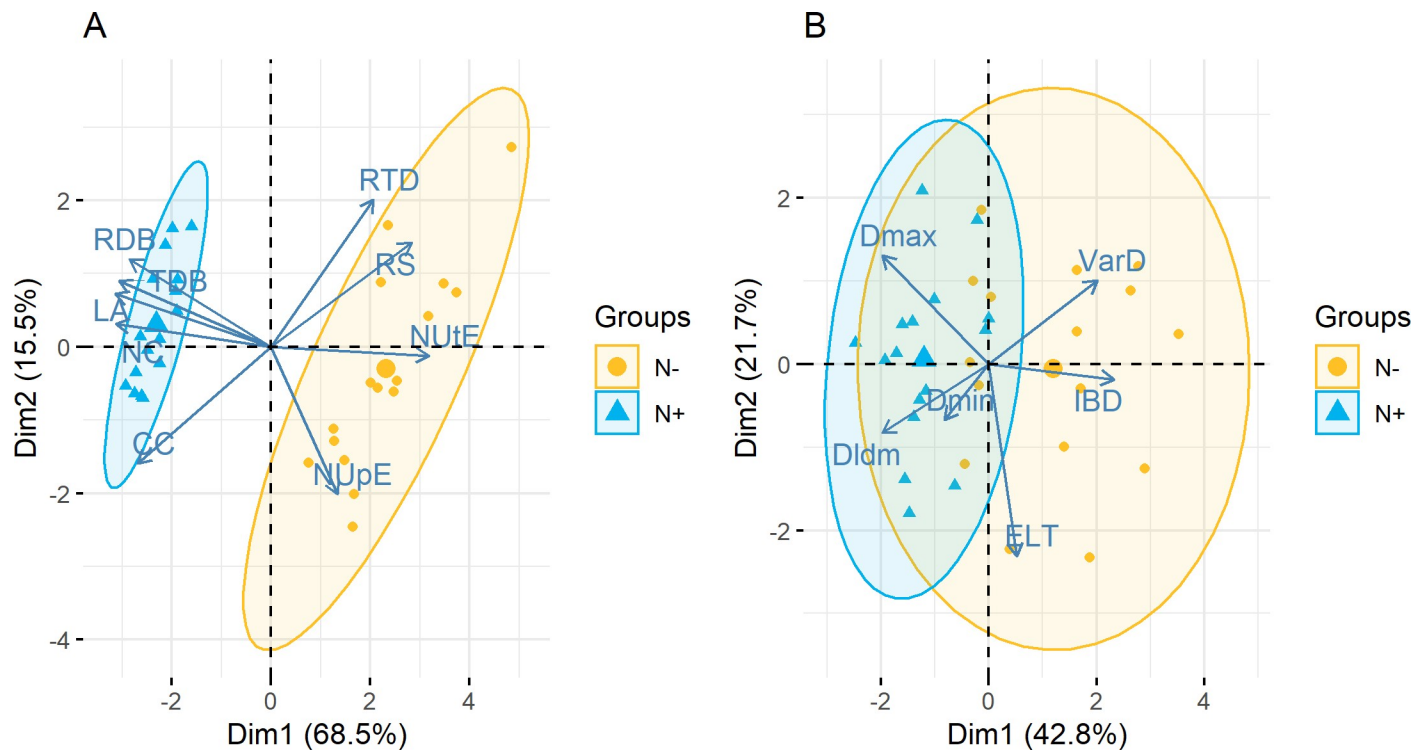 A
RTD
RDB
RS
TDB
LA
NUtE
NC
CC
NUpE
2
0
-2
-4
-2
0
2
4
Dim2 (15.5%)
Dim1 (68.5%)
Groups
N-
N+
B
Dmax
VarD
Dmin
IBD
Dldm
ELT
2
0
-2
-2
0
2
4
Dim2 (21.7%)
Dim1 (42.8%)
Groups
N-
N+